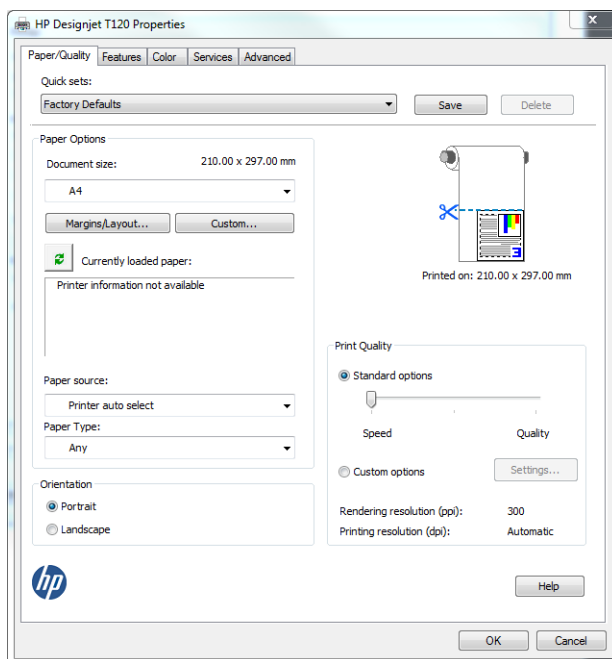 HP Designjet T120 Properties
x
Paper/Quality Features Color Services Advanced
Quick sets:
Factory Defaults
Save
Delete
Paper Options
Document size: 210.00 x 297.00 mm
A4
Margins/Layout... Custom...
Currently loaded paper:
Printer information not available
Paper source:
Printer auto select
Paper Type:
Any
Orientation
Portrait
Landscape
Printed on: 210.00 x 297.00 mm
Print Quality
Standard options
Speed Quality
Custom options Settings...
Rendering resolution (ppi): 300
Printing resolution (dpi): Automatic
hp
Help
OK Cancel